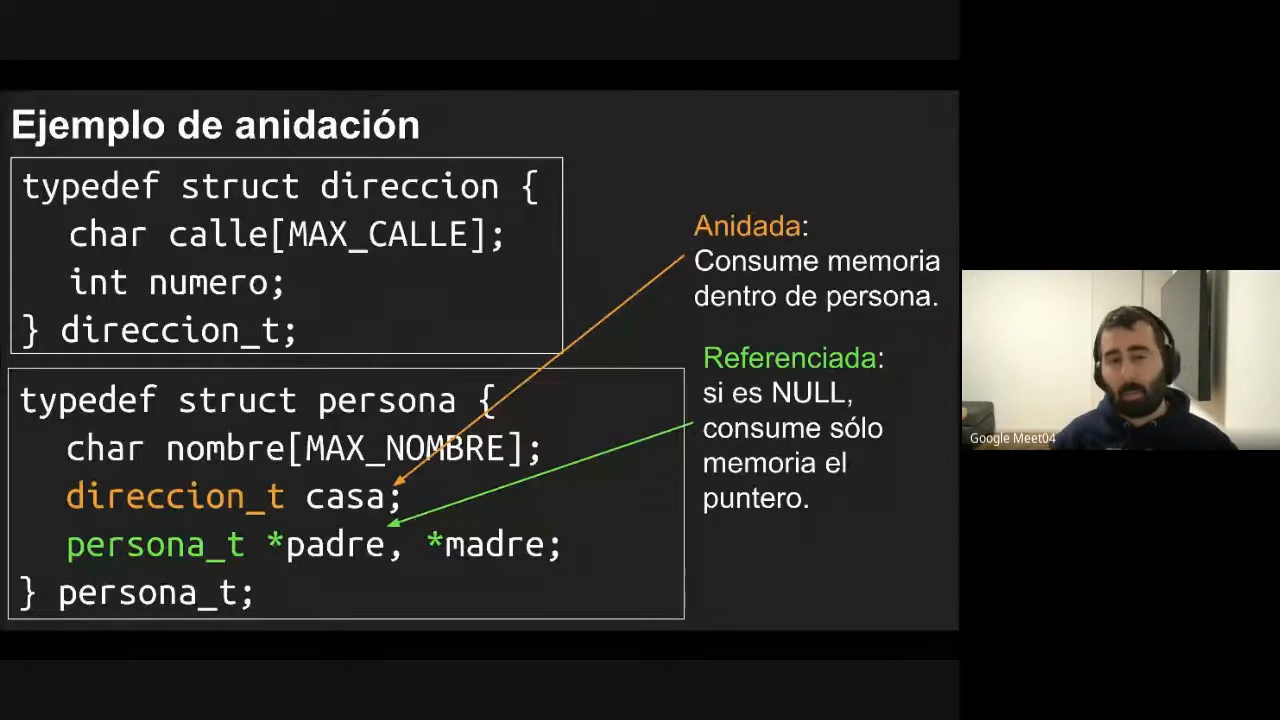 Ejemplo de anidación
typedef struct direccion {
char calle[MAX_CALLE];
int numero;
} direccion_t;
typedef struct persona {
char nombre[MAX_NOMBRE];
direccion_t casa;
persona_t *padre, *madre;
} persona_t;
Anidada:
Consume memoria
dentro de persona.
Referenciada:
si es NULL,
consume sólo
memoria el
puntero.
Google Meet04